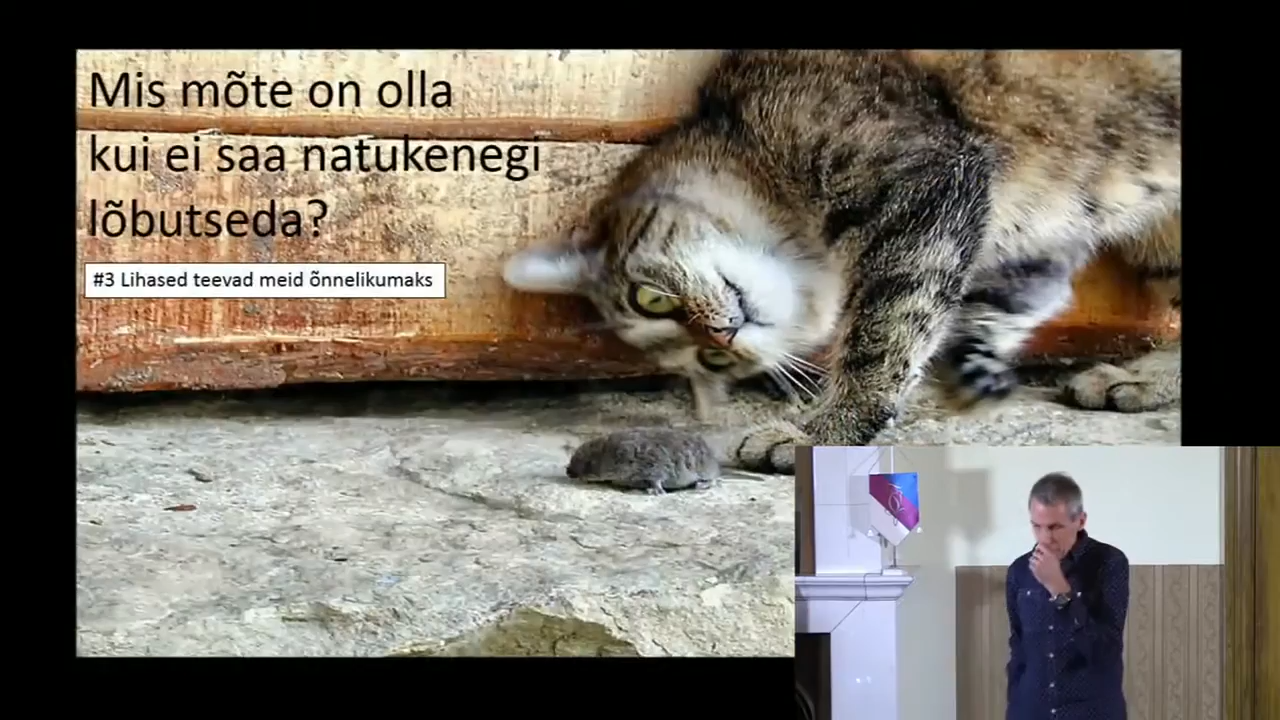 Mis mõte on olla
kui ei saa natukenegi
lõbutseda?
#3 Lihased teevad meid õnnelikumaks